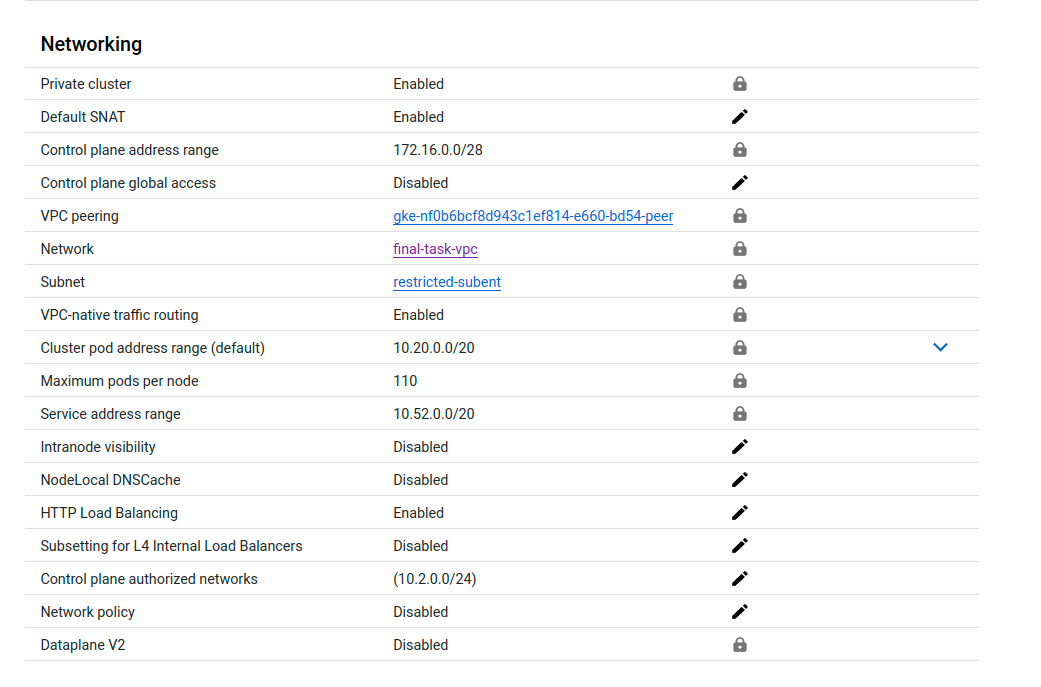 Networking
Private cluster Enabled
Default SNAT Enabled
Control plane address range 172.16.0.0/28
Control plane global access Disabled
VPC peering gke-nf0b6bcf8d943c1ef814-e660-bd54-peer
Network final-task-vpc
Subnet restricted-subent
VPC-native traffic routing Enabled
Cluster pod address range (default) 10.20.0.0/20
Maximum pods per node 110
Service address range 10.52.0.0/20
Intranode visibility Disabled
NodeLocal DNSCache Disabled
HTTP Load Balancing Enabled
Subsetting for L4 Internal Load Balancers Disabled
Control plane authorized networks (10.2.0.0/24)
Network policy Disabled
Dataplane V2 Disabled